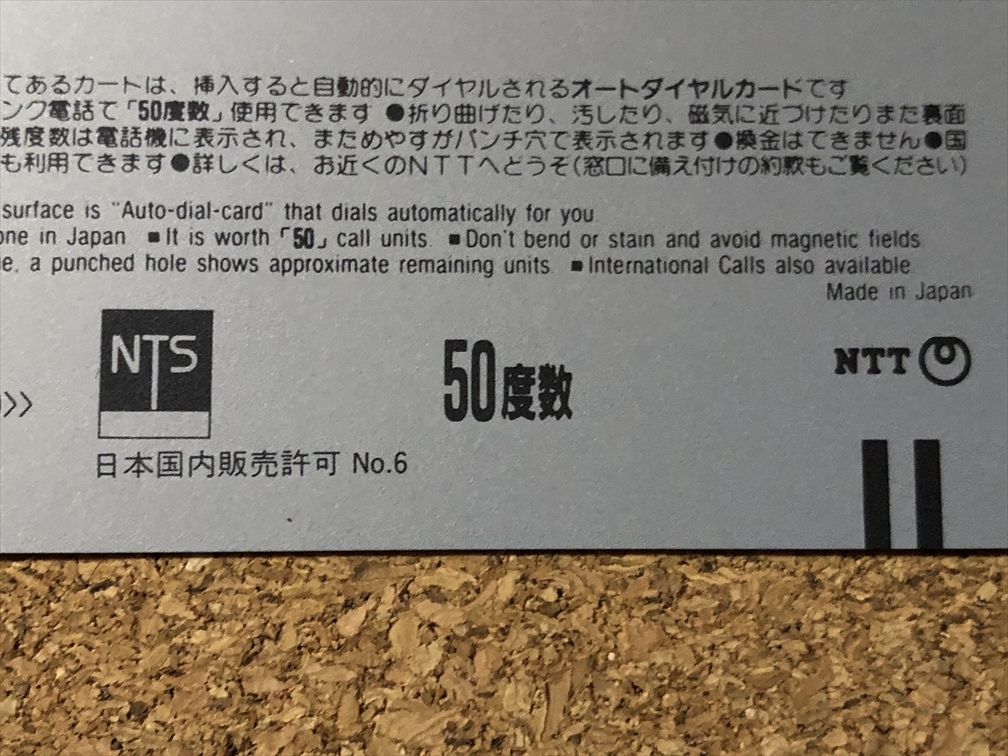 てあるカードは、挿入すると自動的にダイヤルされるオートダイヤルカードです
ンク電話で「50度数」使用できます ●折り曲げたり、汚したり、磁気に近づけたりまた裏面
残度数は電話機に表示され、まためやすがパンチ穴で表示されます●換金はできません●国
も利用できます●詳しくは、お近くのNTTへどうぞ(窓口に備え付けの約款もご覧ください)
surface is "Auto-dial-card" that dials automatically for you.
one in Japan ■It is worth「50」call units. ■Don't bend or stain and avoid magnetic fields
e, a punched hole shows approximate remaining units ■International Calls also available
Made in Japan
NTS
50度数
NTT
>>
日本国内販売許可 No.6